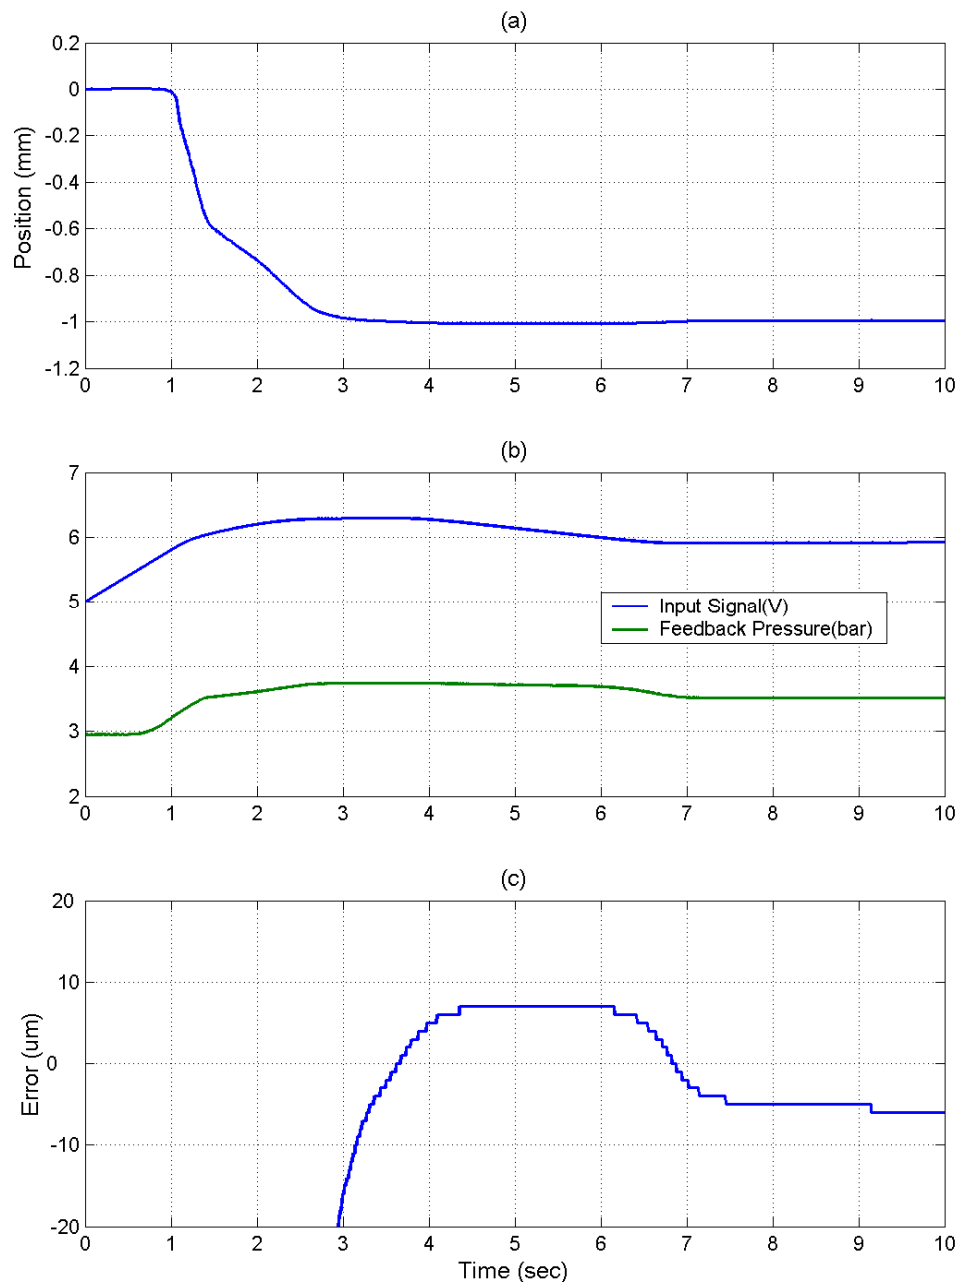 (a)
0.2
0
-0.2
-0.4
-0.6
-0.8
-1
-1.2
Position (mm)
0 1 2 3 4 5 6 7 8 9 10
(b)
7
6
5
4
3
2
Input Signal(V)
Feedback Pressure(bar)
0 1 2 3 4 5 6 7 8 9 10
(c)
20
10
0
-10
-20
Error (um)
0 1 2 3 4 5 6 7 8 9 10
Time (sec)